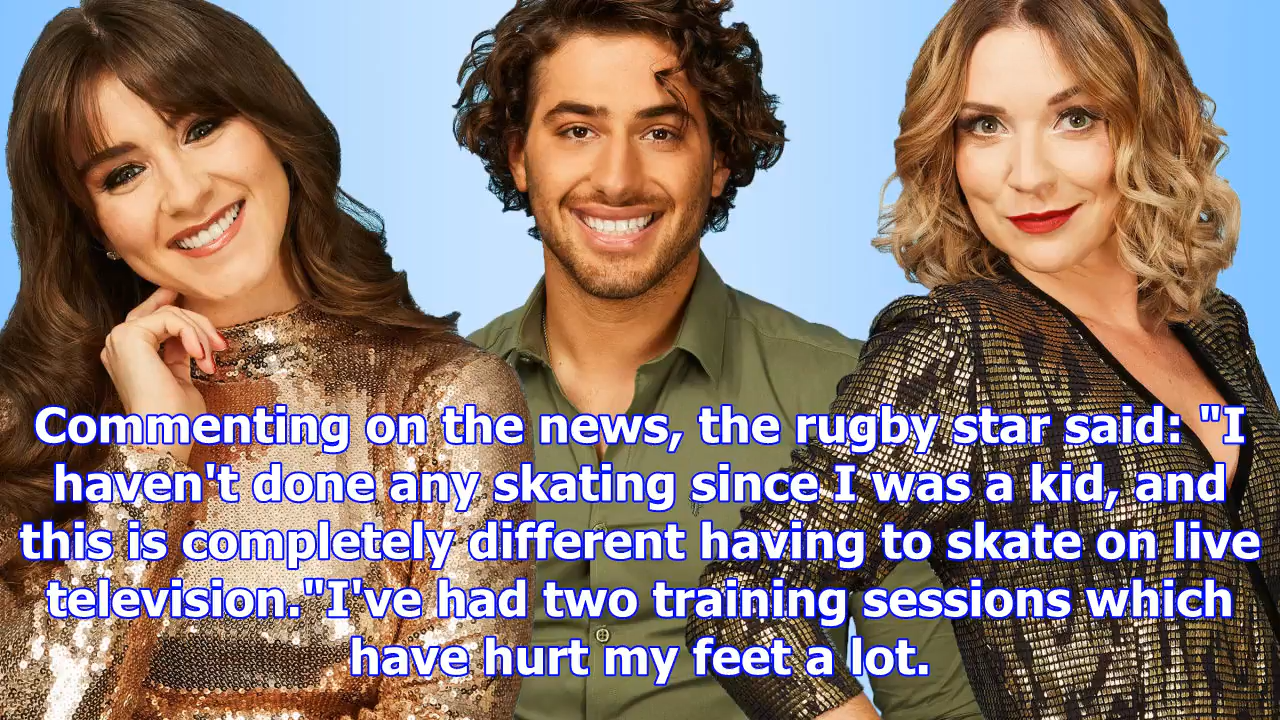 Commenting on the news, the rugby star said: "I
haven't done any skating since I was a kid, and
this is completely different having to skate on live
television."I've had two training sessions which
have hurt my feet a lot.